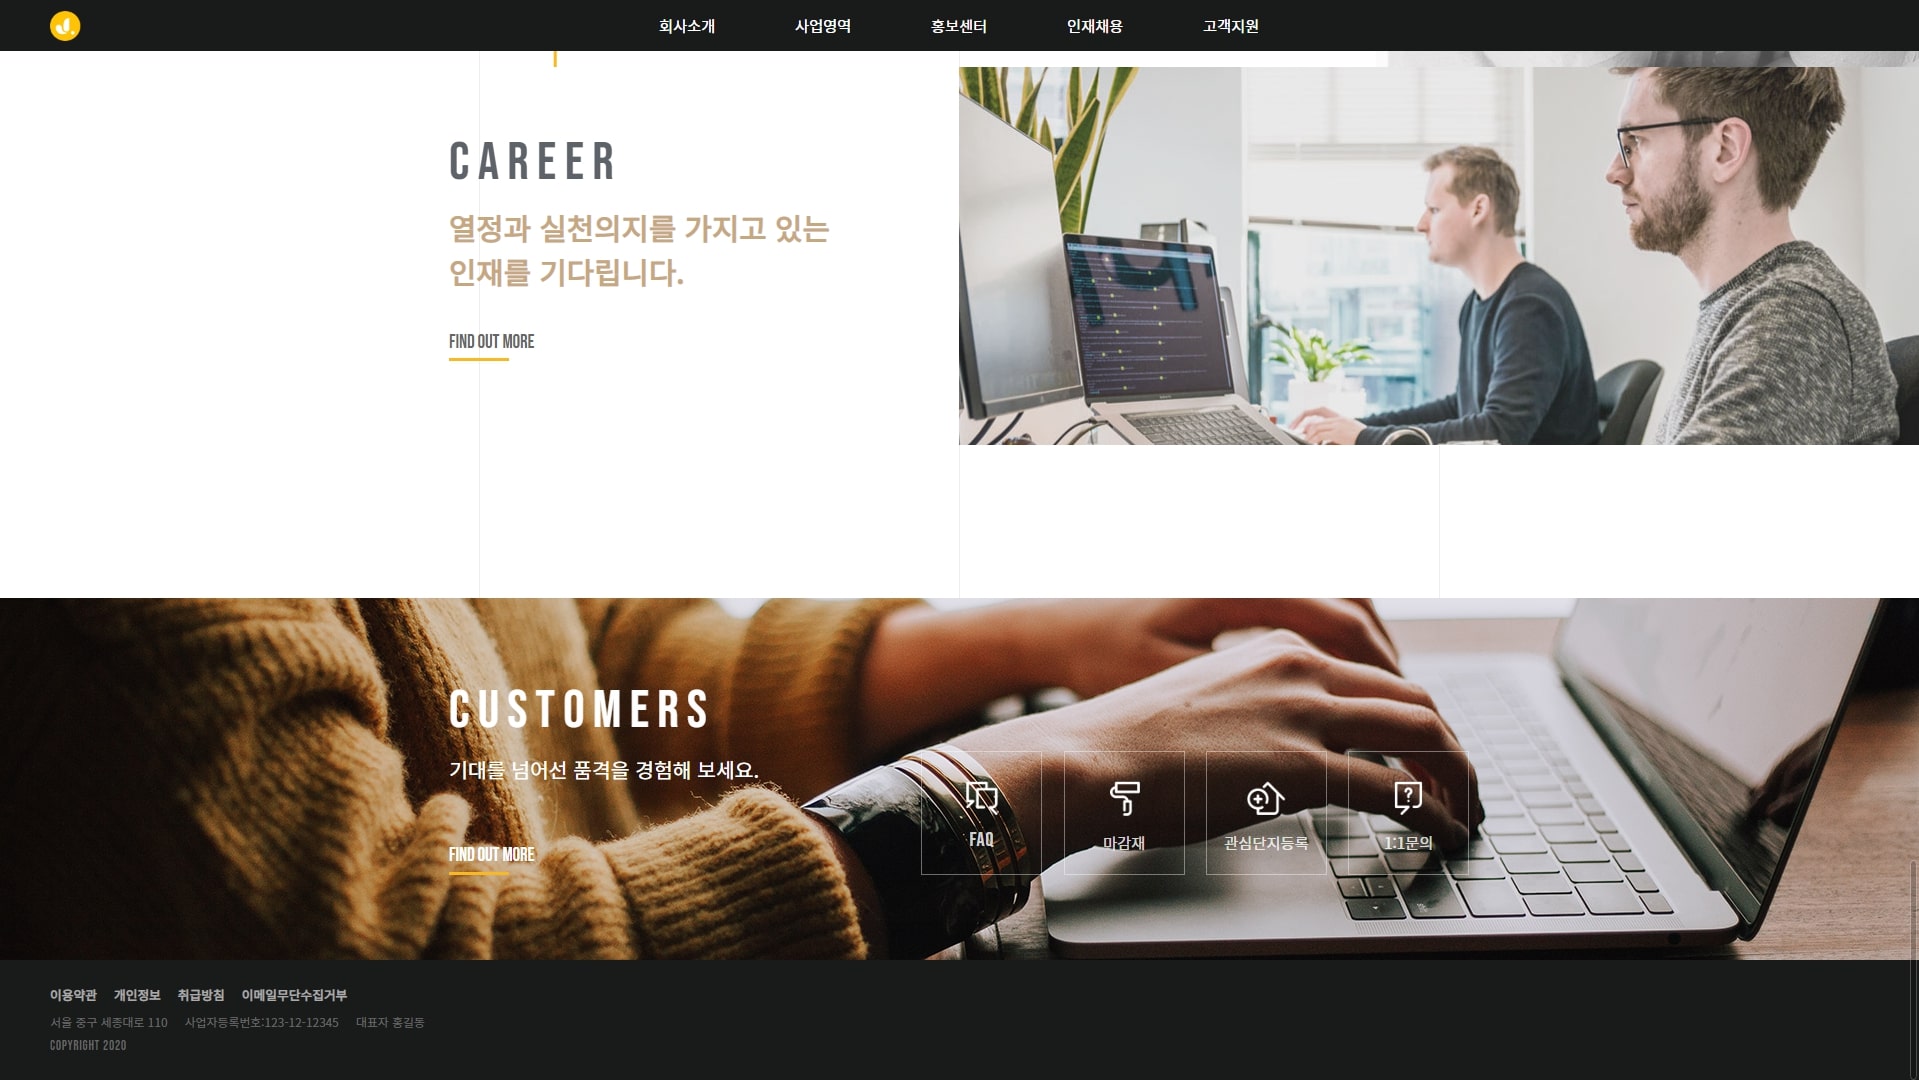 회사소개 사업영역 홍보센터 인재채용 고객지원
CAREER
열정과 실천의지를 가지고 있는
인재를 기다립니다.
FIND OUT MORE
CUSTOMERS
기대를 넘어선 품격을 경험해 보세요.
FIND OUT MORE
FAQ 마감재 관심단지등록 1:1문의
이용약관 개인정보 취급방침 이메일무단수집거부
서울 중구 세종대로 110 사업자등록번호:123-12-12345 대표자 홍길동
COPYRIGHT 2020